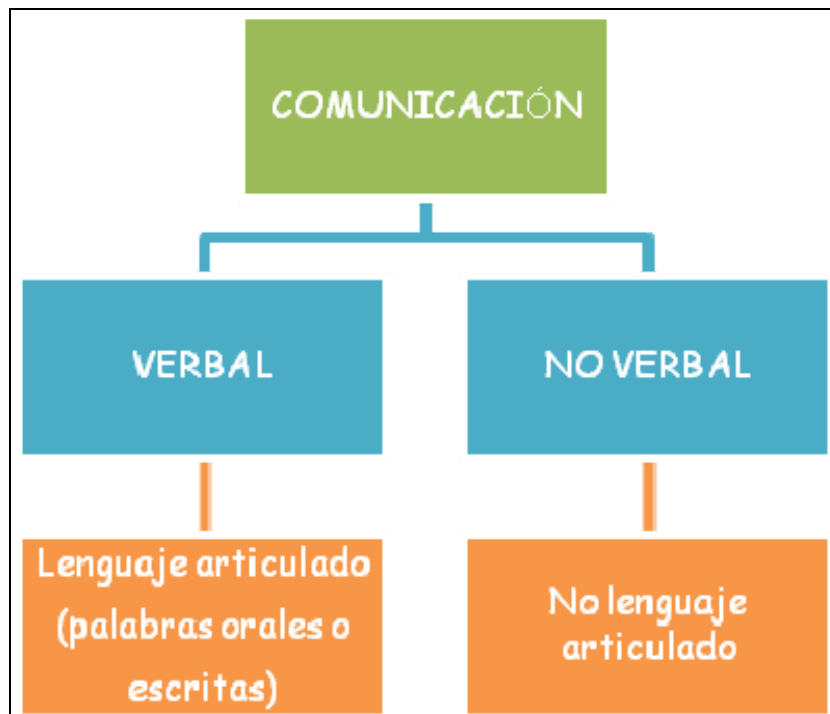 COMUNICACIÓN
VERBAL
NO VERBAL
Lenguaje articulado
(palabras orales o
escritas)
No lenguaje
articulado